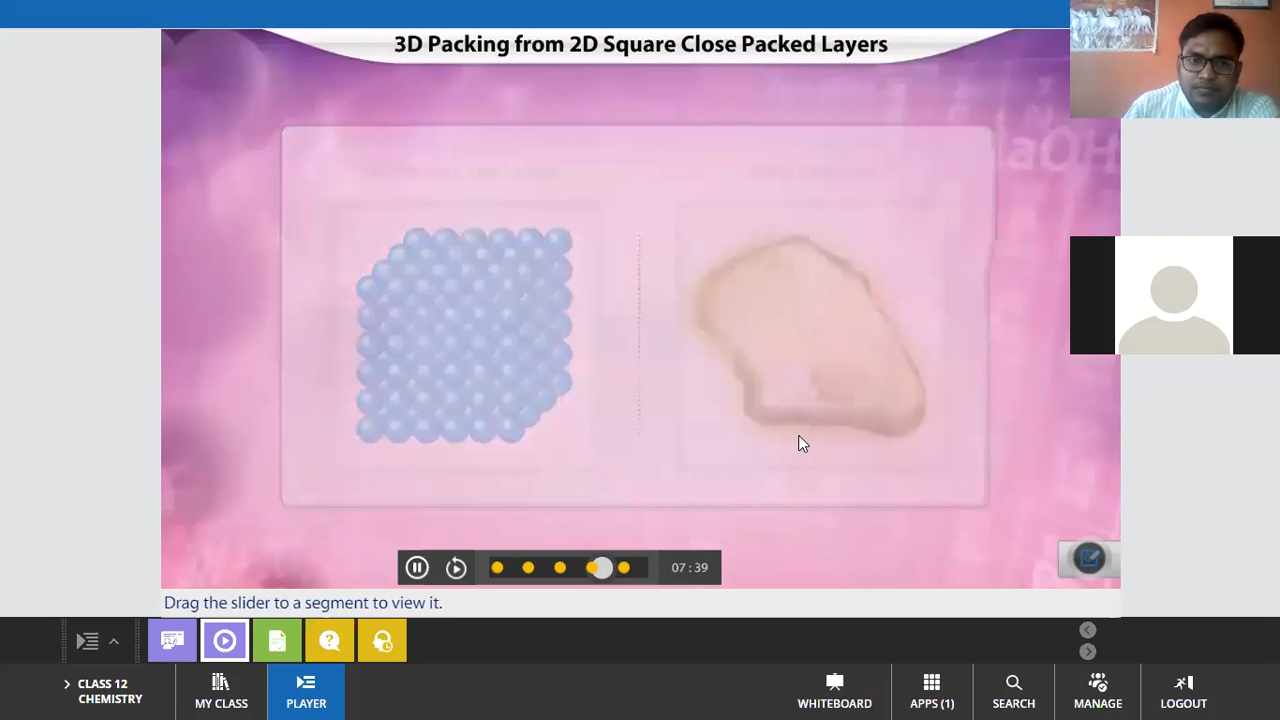 3D Packing from 2D Square Close Packed Layers
aOH
07 : 39
Drag the slider to a segment to view it.
CLASS 12
CHEMISTRY
MY CLASS
PLAYER
WHITEBOARD
APPS (1)
SEARCH
MANAGE
LOGOUT